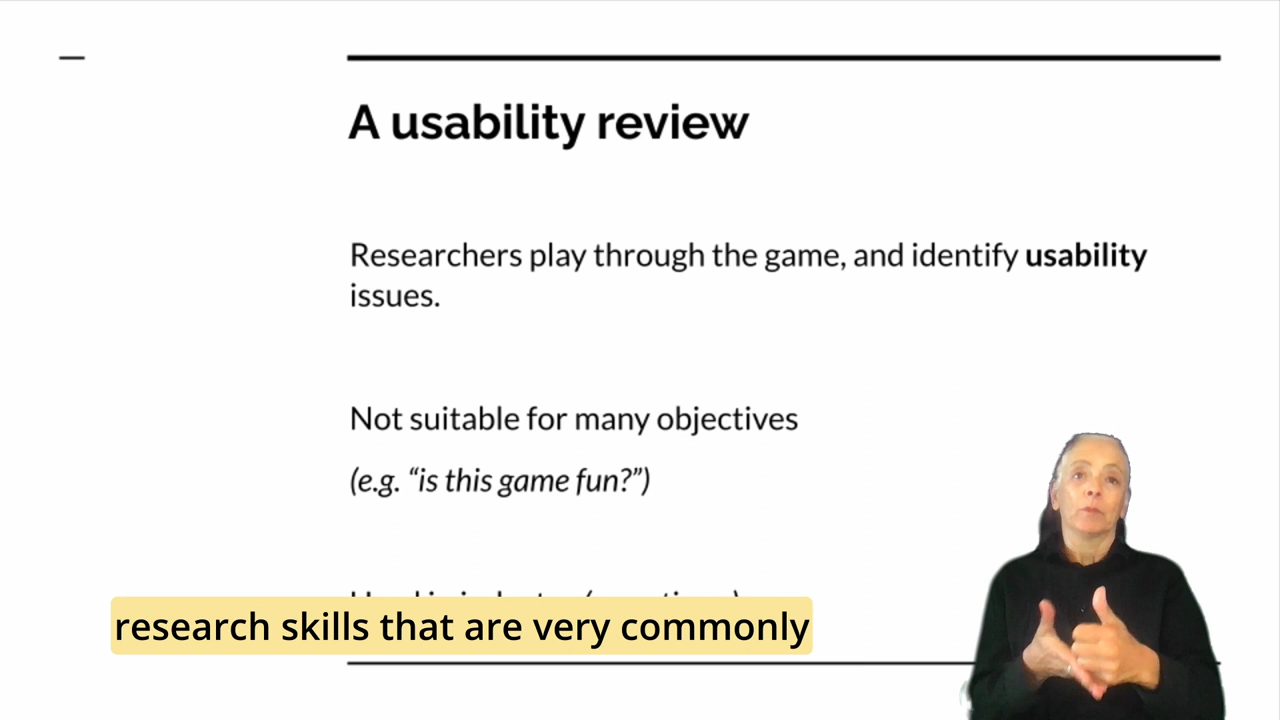 A usability review
Researchers play through the game, and identify usability
issues.
Not suitable for many objectives
(e.g. “is this game fun?”)
research skills that are very commonly